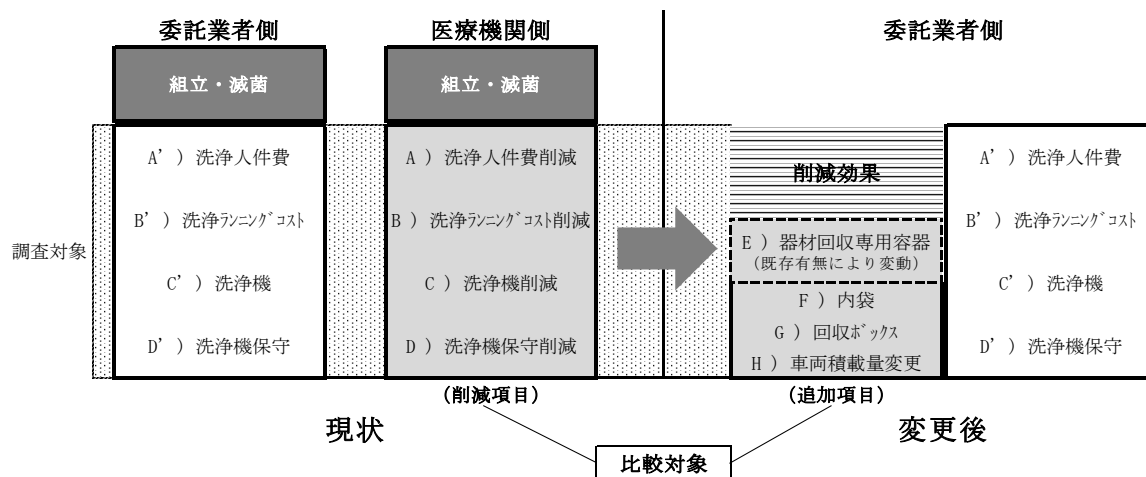 委託業者側
医療機関側
委託業者側
組立・滅菌
組立・滅菌
調査対象
A'）洗浄人件費
B'）洗浄ﾗﾝﾆﾝｸﾞｺｽﾄ
C'）洗浄機
D'）洗浄機保守
A ）洗浄人件費削減
B ）洗浄ﾗﾝﾆﾝｸﾞｺｽﾄ削減
C ）洗浄機削減
D ）洗浄機保守削減
削減効果
E ）器材回収専用容器
(既存有無により変動)
F ）内袋
G ）回収ﾎﾞｯｸｽ
H ）車両積載量変更
A'）洗浄人件費
B'）洗浄ﾗﾝﾆﾝｸﾞｺｽﾄ
C'）洗浄機
D'）洗浄機保守
(削減項目)
(追加項目)
現状
変更後
比較対象